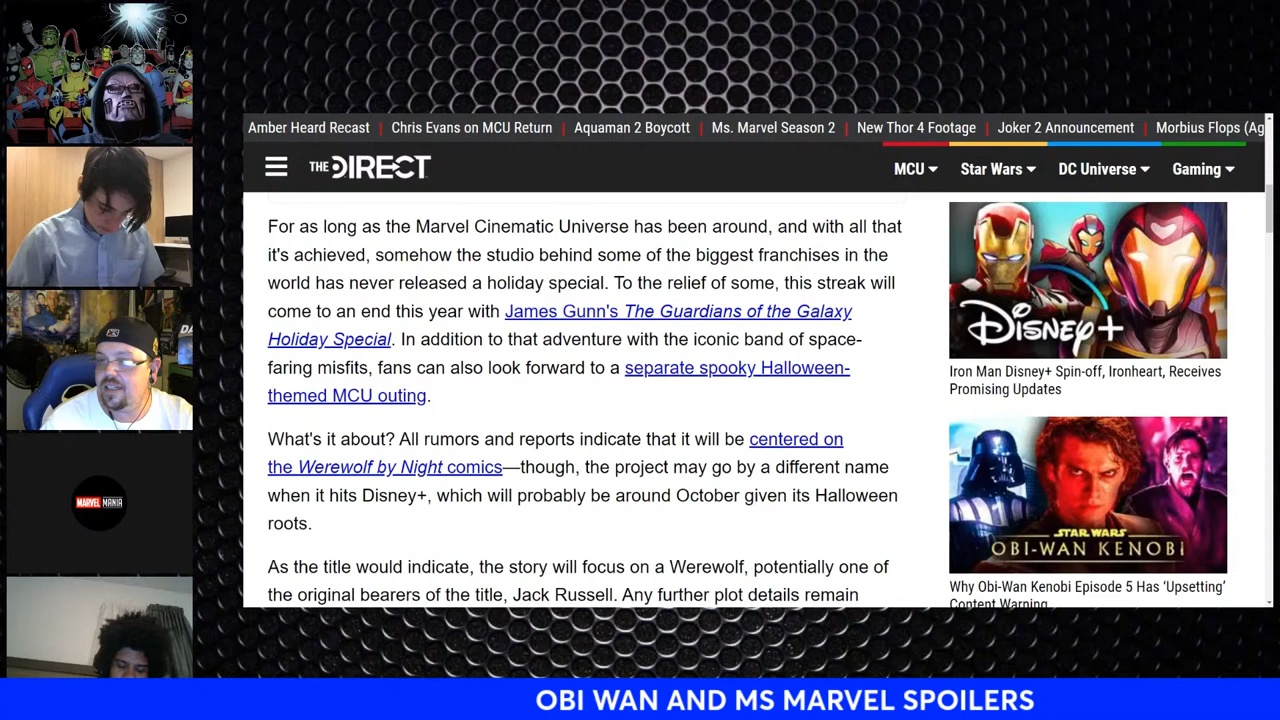 Amber Heard Recast | Chris Evans on MCU Return | Aquaman 2 Boycott | Ms. Marvel Season 2 | New Thor 4 Footage | Joker 2 Announcement | Morbius Flops (Ag
THE DIRECT
MCU Star Wars DC Universe Gaming
For as long as the Marvel Cinematic Universe has been around, and with all that
it's achieved, somehow the studio behind some of the biggest franchises in the
world has never released a holiday special. To the relief of some, this streak will
come to an end this year with James Gunn's The Guardians of the Galaxy
Holiday Special. In addition to that adventure with the iconic band of space-
faring misfits, fans can also look forward to a separate spooky Halloween-
themed MCU outing.
What's it about? All rumors and reports indicate that it will be centered on
the Werewolf by Night comics—though, the project may go by a different name
when it hits Disney+, which will probably be around October given its Halloween
roots.
As the title would indicate, the story will focus on a Werewolf, potentially one of
the original bearers of the title, Jack Russell. Any further plot details remain
Disney+
Iron Man Disney+ Spin-off, Ironheart, Receives
Promising Updates
STAR WARS
OBI-WAN KENOBI
Why Obi-Wan Kenobi Episode 5 Has ‘Upsetting’
Content Warning
MARVEL MANIA
OBI WAN AND MS MARVEL SPOILERS